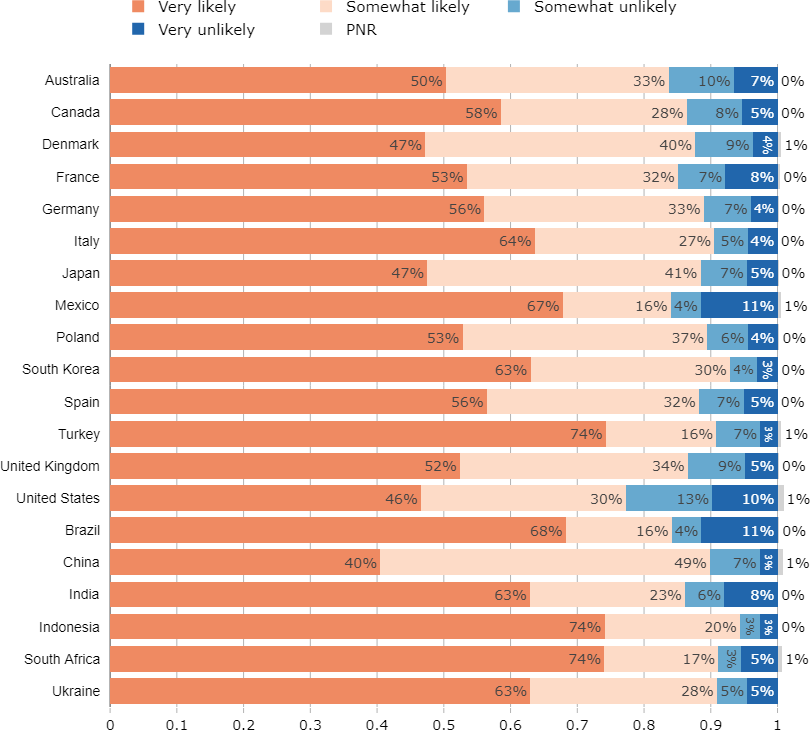 Very likely Somewhat likely Somewhat unlikely
Very unlikely PNR
Australia 50% 33% 10% 7% 0%
Canada 58% 28% 8% 5% 0%
Denmark 47% 40% 9% 4% 1%
France 53% 32% 7% 8% 0%
Germany 56% 33% 7% 4% 0%
Italy 64% 27% 5% 4% 0%
Japan 47% 41% 7% 5% 0%
Mexico 67% 16% 4% 11% 1%
Poland 53% 37% 6% 4% 0%
South Korea 63% 30% 4% 3% 0%
Spain 56% 32% 7% 5% 0%
Turkey 74% 16% 7% 3% 1%
United Kingdom 52% 34% 9% 5% 0%
United States 46% 30% 13% 10% 1%
Brazil 68% 16% 4% 11% 0%
China 40% 49% 7% 3% 1%
India 63% 23% 6% 8% 0%
Indonesia 74% 20% 3% 3% 0%
South Africa 74% 17% 3% 5% 1%
Ukraine 63% 28% 5% 5%
0 0.1 0.2 0.3 0.4 0.5 0.6 0.7 0.8 0.9 1